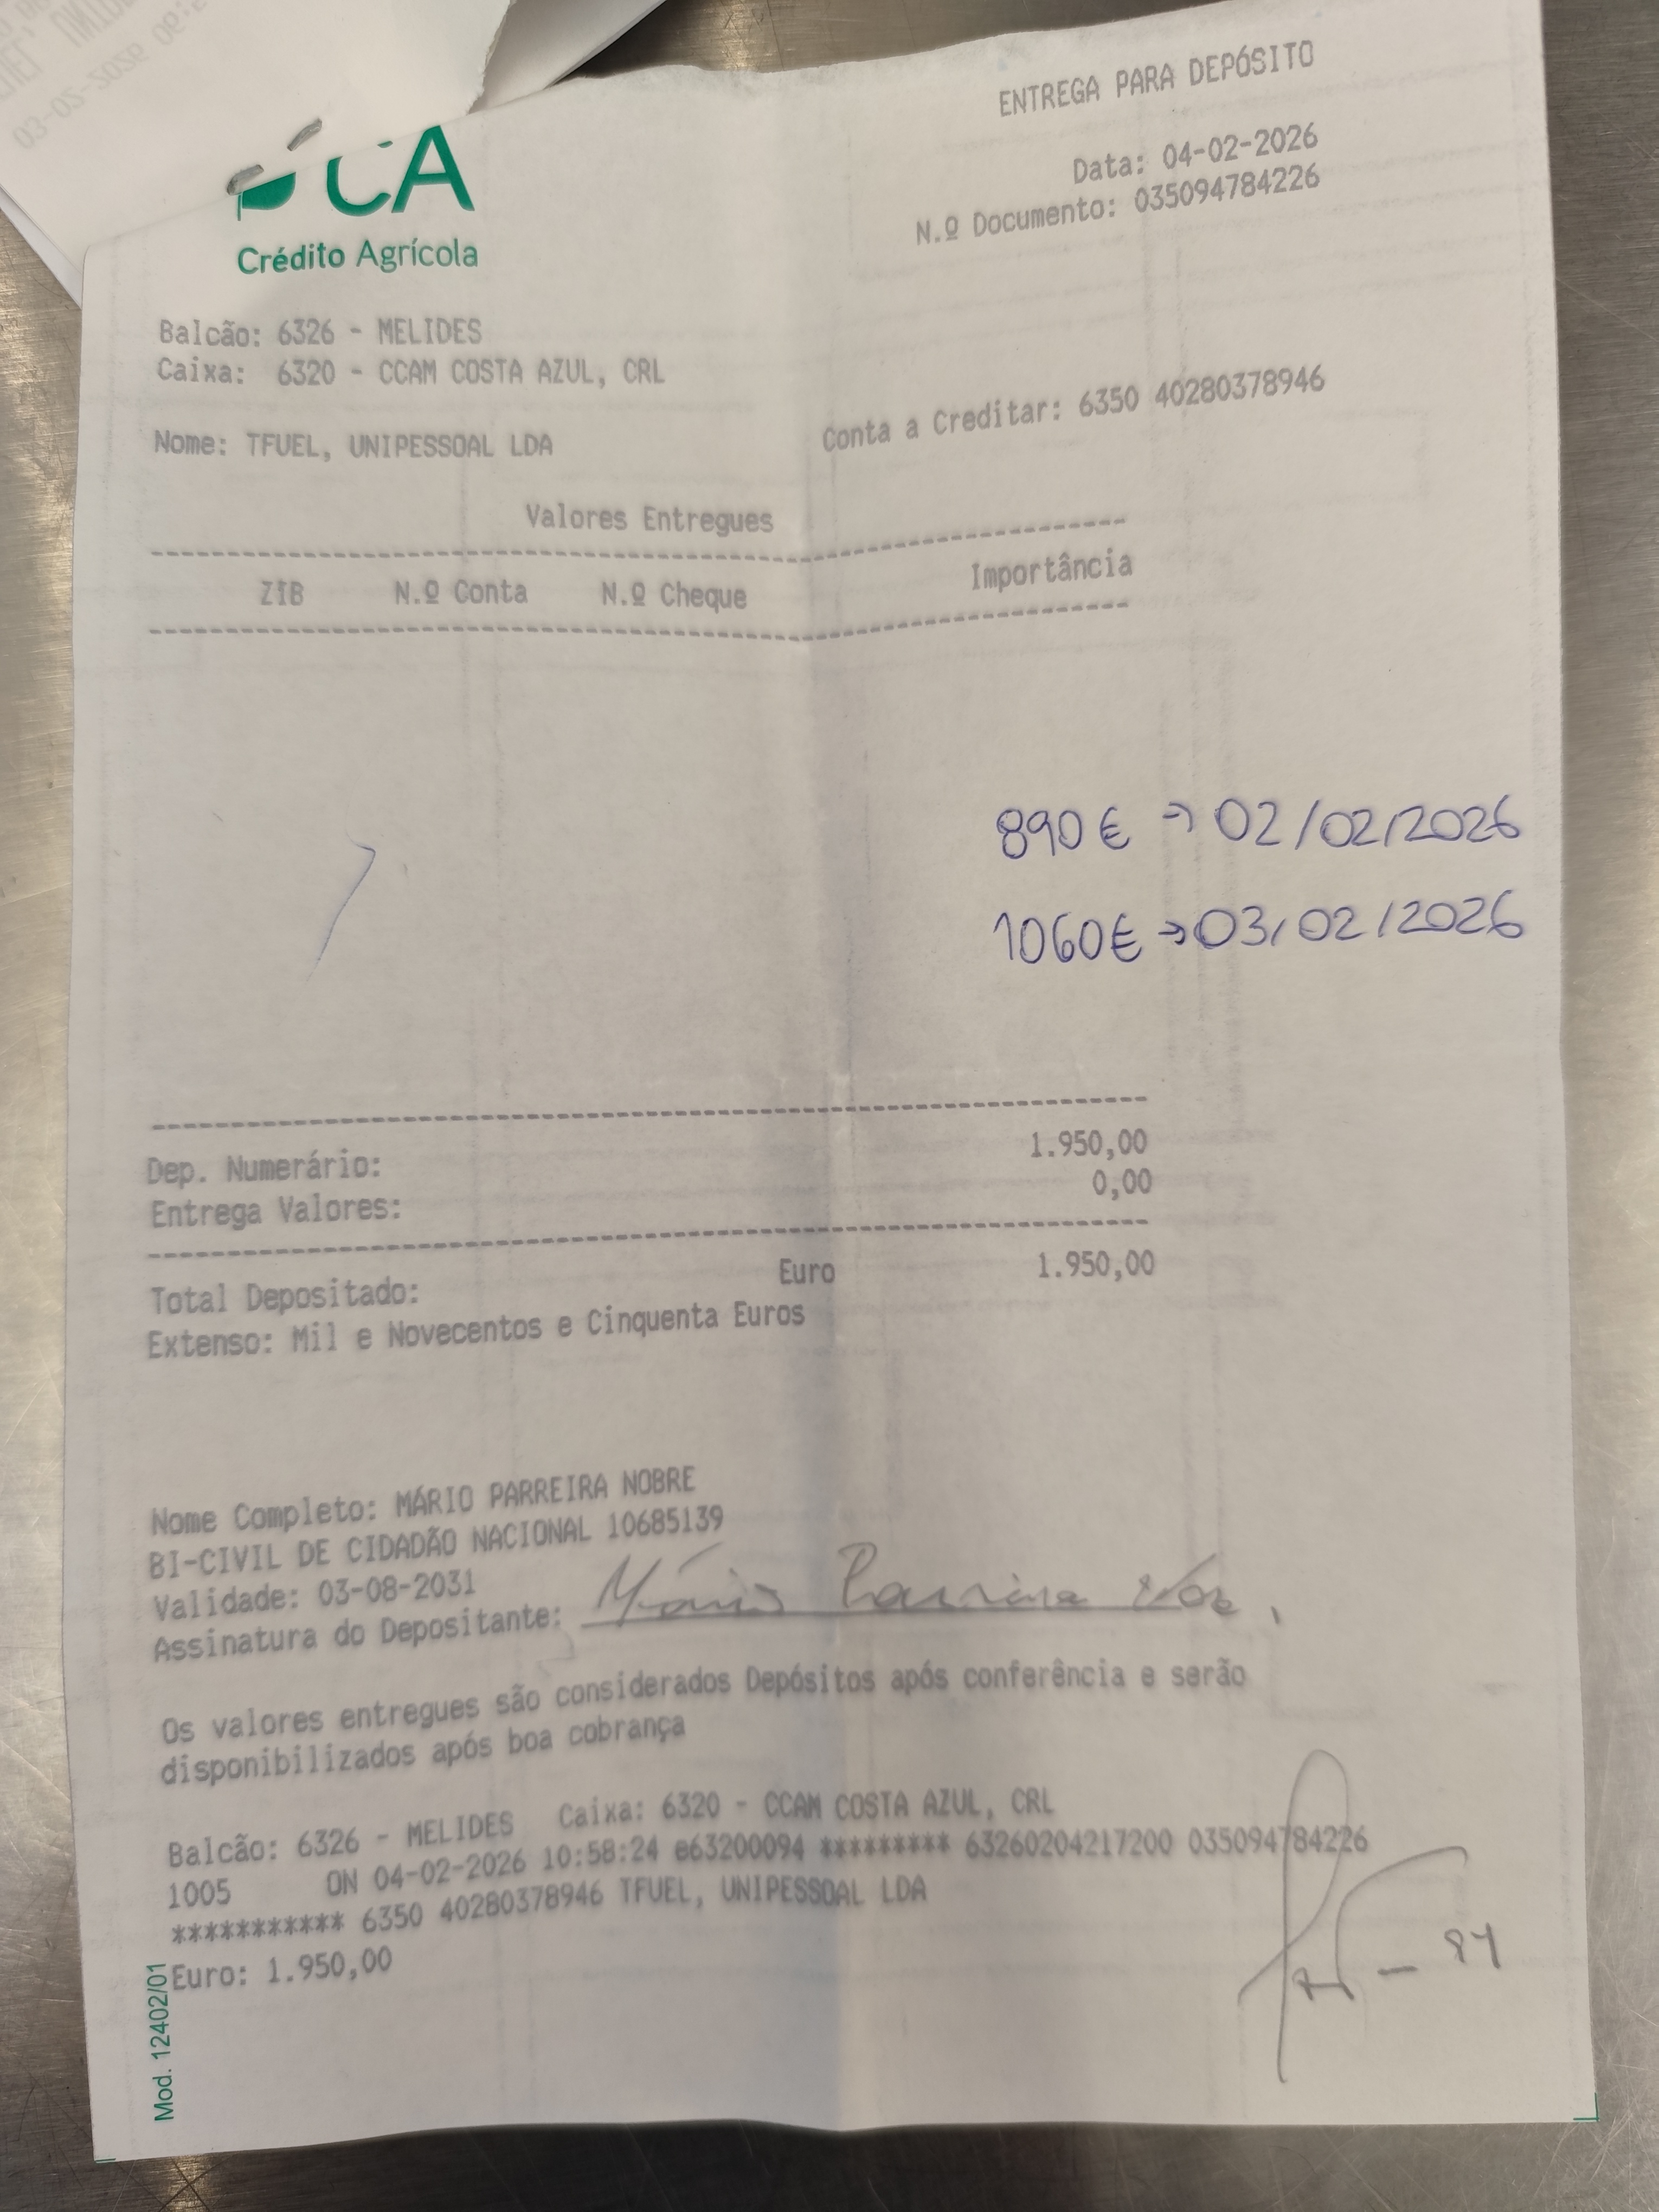 ENTREGA PARA DEPÓSITO
Data: 04-02-2026
N.º Documento: 035094784226
03-02-2026
CA
Crédito Agrícola
Balcão: 6326 - MELIDES
Caixa: 6320 - CCAM COSTA AZUL, CRL
Conta a Creditar: 6350 40280378946
Nome: TFUEL, UNIPESSOAL LDA
Valores Entregues
ZIB N.º Conta N.º Cheque Importância
890€ → 02/02/2026
1060€ → 03/02/2026
Dep. Numerário: 1.950,00
Entrega Valores: 0,00
Total Depositado: Euro 1.950,00
Extenso: Mil e Novecentos e Cinquenta Euros
Nome Completo: MÁRIO PARREIRA NOBRE
BI-CIVIL DE CIDADÃO NACIONAL 10685139
Validade: 03-08-2031
Assinatura do Depositante: Mário Parreira
Os valores entregues são considerados Depósitos após conferência e serão
disponibilizados após boa cobrança
Balcão: 6326 - MELIDES Caixa: 6320 - CCAM COSTA AZUL, CRL
1005 ON 04-02-2026 10:58:24 e63200094 ********* 63260204217200 035094784226
*********** 6350 40280378946 TFUEL, UNIPESSOAL LDA
Euro: 1.950,00
Mod. 12402/01